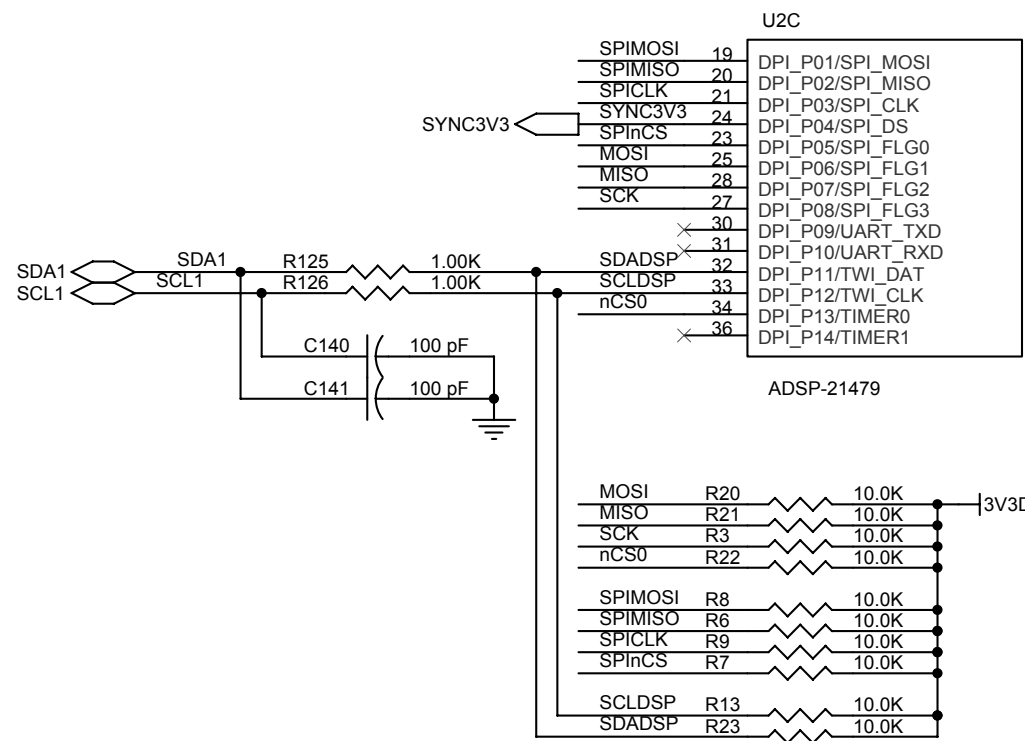 U2C
SPIMOSI 19 DPI_P01/SPI_MOSI
SPIMISO 20 DPI_P02/SPI_MISO
SPICLK 21 DPI_P03/SPI_CLK
SYNC3V3 SYNC3V3 24 DPI_P04/SPI_DS
SPInCS 23 DPI_P05/SPI_FLG0
MOSI 25 DPI_P06/SPI_FLG1
MISO 28 DPI_P07/SPI_FLG2
SCK 27 DPI_P08/SPI_FLG3
30 DPI_P09/UART_TXD
31 DPI_P10/UART_RXD
SDA1 SDA1 R125 1.00K SDADSP 32 DPI_P11/TWI_DAT
SCL1 SCL1 R126 1.00K SCLDSP 33 DPI_P12/TWI_CLK
nCS0 34 DPI_P13/TIMER0
36 DPI_P14/TIMER1
C140 100 pF
C141 100 pF
ADSP-21479
MOSI R20 10.0K 3V3D
MISO R21 10.0K
SCK R3 10.0K
nCS0 R22 10.0K
SPIMOSI R8 10.0K
SPIMISO R6 10.0K
SPICLK R9 10.0K
SPInCS R7 10.0K
SCLDSP R13 10.0K
SDADSP R23 10.0K